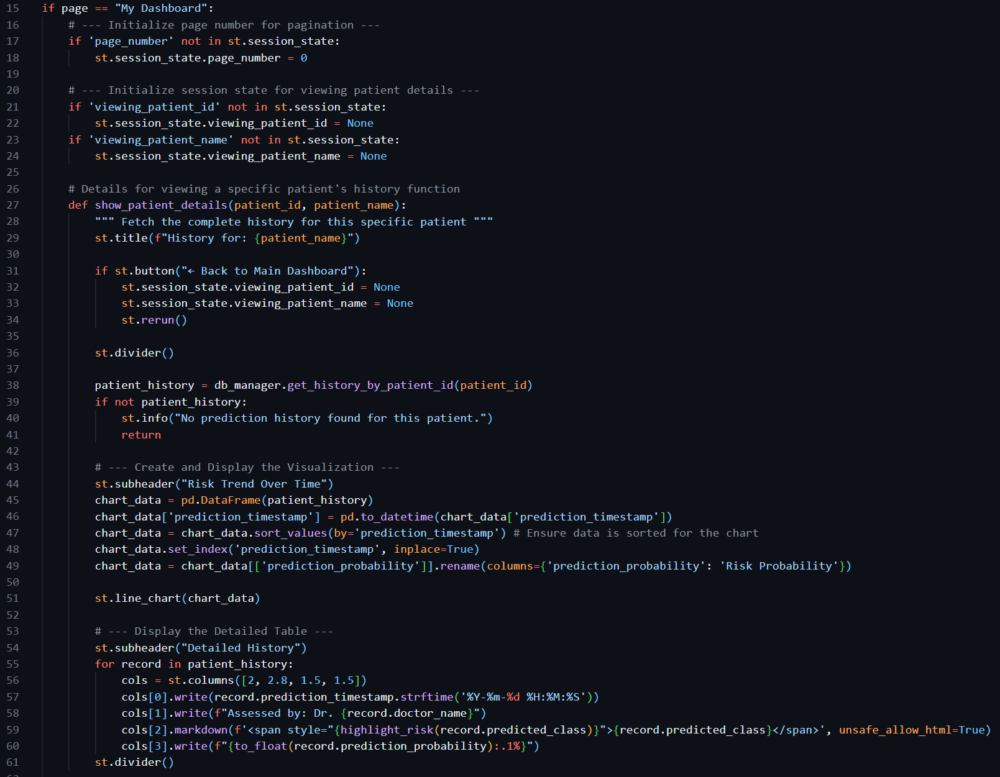 15 if page == "My Dashboard":
16 # --- Initialize page number for pagination ---
17 if 'page_number' not in st.session_state:
18 st.session_state.page_number = 0
19
20 # --- Initialize session state for viewing patient details ---
21 if 'viewing_patient_id' not in st.session_state:
22 st.session_state.viewing_patient_id = None
23 if 'viewing_patient_name' not in st.session_state:
24 st.session_state.viewing_patient_name = None
25
26 # Details for viewing a specific patient's history function
27 def show_patient_details(patient_id, patient_name):
28 """ Fetch the complete history for this specific patient """
29 st.title(f"History for: {patient_name}")
30
31 if st.button("← Back to Main Dashboard"):
32 st.session_state.viewing_patient_id = None
33 st.session_state.viewing_patient_name = None
34 st.rerun()
35
36 st.divider()
37
38 patient_history = db_manager.get_history_by_patient_id(patient_id)
39 if not patient_history:
40 st.info("No prediction history found for this patient.")
41 return
42
43 # --- Create and Display the Visualization ---
44 st.subheader("Risk Trend Over Time")
45 chart_data = pd.DataFrame(patient_history)
46 chart_data['prediction_timestamp'] = pd.to_datetime(chart_data['prediction_timestamp'])
47 chart_data = chart_data.sort_values(by='prediction_timestamp') # Ensure data is sorted for the chart
48 chart_data.set_index('prediction_timestamp', inplace=True)
49 chart_data = chart_data[['prediction_probability']].rename(columns={'prediction_probability': 'Risk Probability'})
50
51 st.line_chart(chart_data)
52
53 # --- Display the Detailed Table ---
54 st.subheader("Detailed History")
55 for record in patient_history:
56 cols = st.columns([2, 2.8, 1.5, 1.5])
57 cols[0].write(record.prediction_timestamp.strftime('%Y-%m-%d %H:%M:%S'))
58 cols[1].write(f"Assessed by: Dr. {record.doctor_name}")
59 cols[2].markdown(f'<span style="{highlight_risk(record.predicted_class)}">{record.predicted_class}</span>', unsafe_allow_html=True)
60 cols[3].write(f"{to_float(record.prediction_probability):.1%}")
61 st.divider()